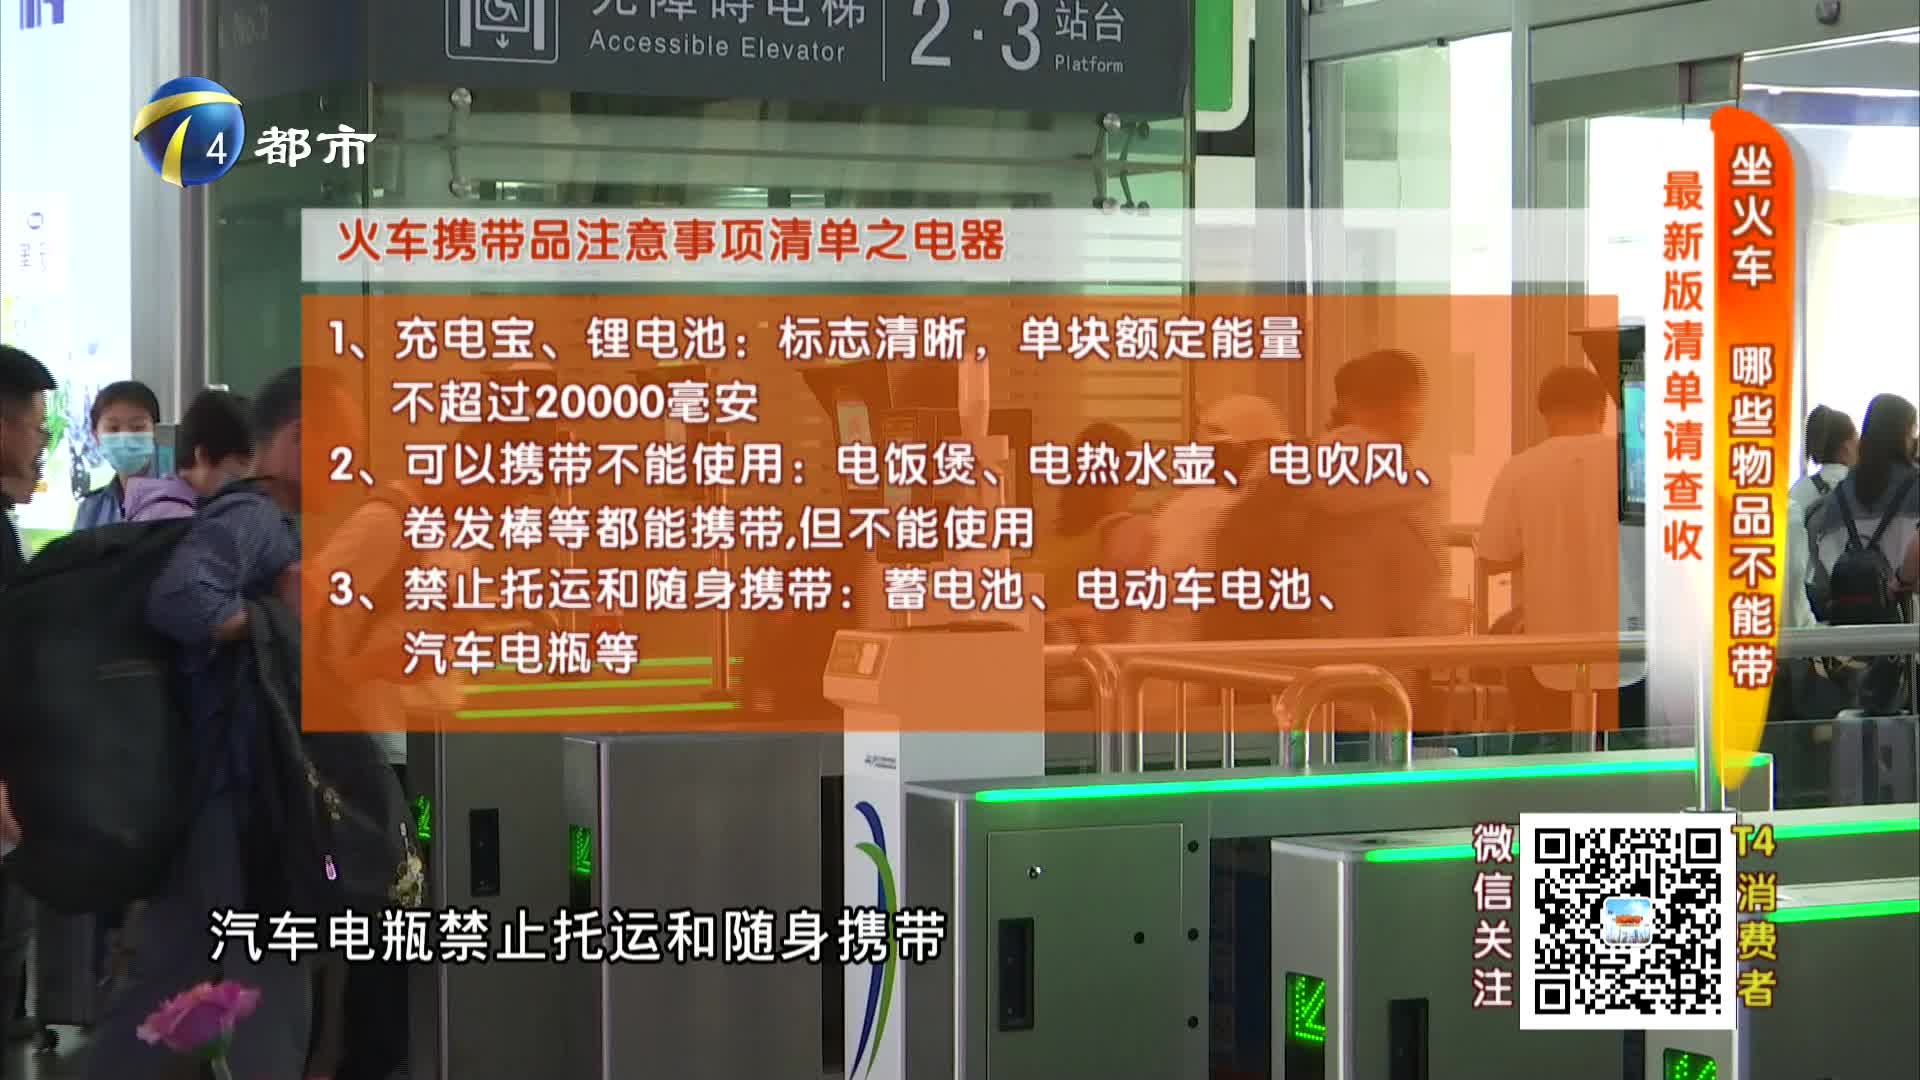 无障碍电梯
Accessible Elevator
2·3 站台
Platform
4 都市
火车携带品注意事项清单之电器
1、充电宝、锂电池：标志清晰，单块额定能量
不超过20000毫安
2、可以携带不能使用：电饭煲、电热水壶、电吹风、
卷发棒等都能携带,但不能使用
3、禁止托运和随身携带：蓄电池、电动车电池、
汽车电瓶等
坐火车 哪些物品不能带
最新版清单请查收
汽车电瓶禁止托运和随身携带
微信关注
T4消费者